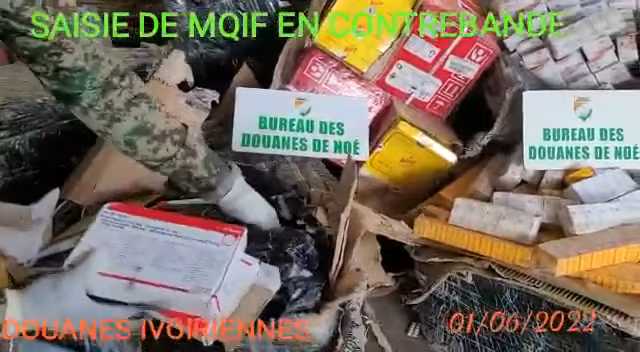 SAISIE DE MQIF EN CONTREBANDE
BUREAU DES
DOUANES DE NOÉ
BUREAU DES
DOUANES DE NOÉ
DOUANES IVOIRIENNES
01/06/2022